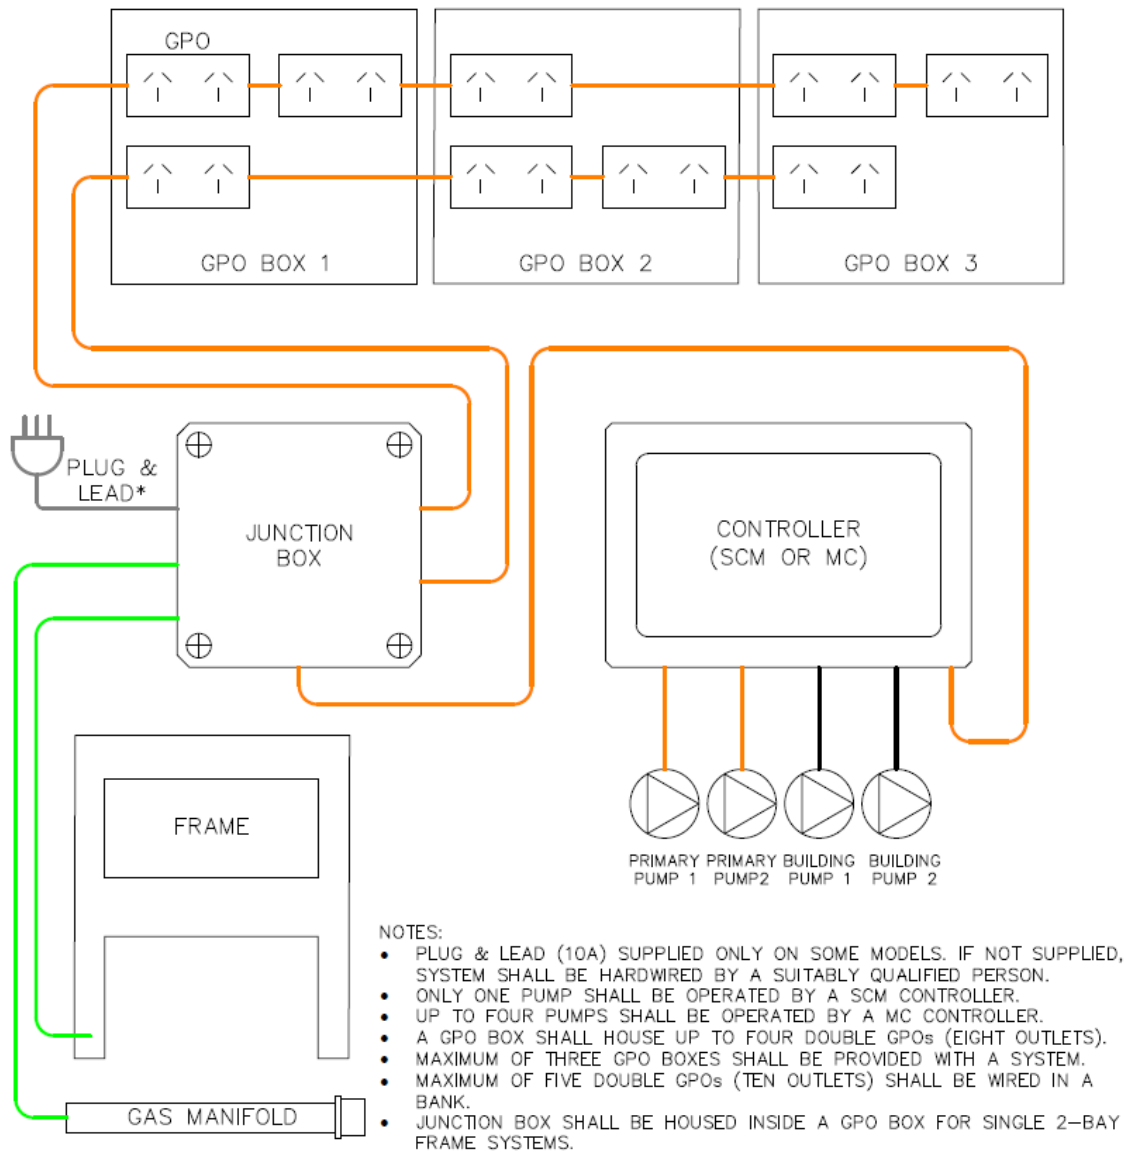 GPO
GPO BOX 1
GPO BOX 2
GPO BOX 3
PLUG &
LEAD*
JUNCTION
BOX
CONTROLLER
(SCM OR MC)
FRAME
PRIMARY
PUMP 1
PRIMARY
PUMP2
BUILDING
PUMP 1
BUILDING
PUMP 2
GAS MANIFOLD
NOTES:
• PLUG & LEAD (10A) SUPPLIED ONLY ON SOME MODELS. IF NOT SUPPLIED,
SYSTEM SHALL BE HARDWIRED BY A SUITABLY QUALIFIED PERSON.
• ONLY ONE PUMP SHALL BE OPERATED BY A SCM CONTROLLER.
• UP TO FOUR PUMPS SHALL BE OPERATED BY A MC CONTROLLER.
• A GPO BOX SHALL HOUSE UP TO FOUR DOUBLE GPOs (EIGHT OUTLETS).
• MAXIMUM OF THREE GPO BOXES SHALL BE PROVIDED WITH A SYSTEM.
• MAXIMUM OF FIVE DOUBLE GPOs (TEN OUTLETS) SHALL BE WIRED IN A
BANK.
• JUNCTION BOX SHALL BE HOUSED INSIDE A GPO BOX FOR SINGLE 2-BAY
FRAME SYSTEMS.